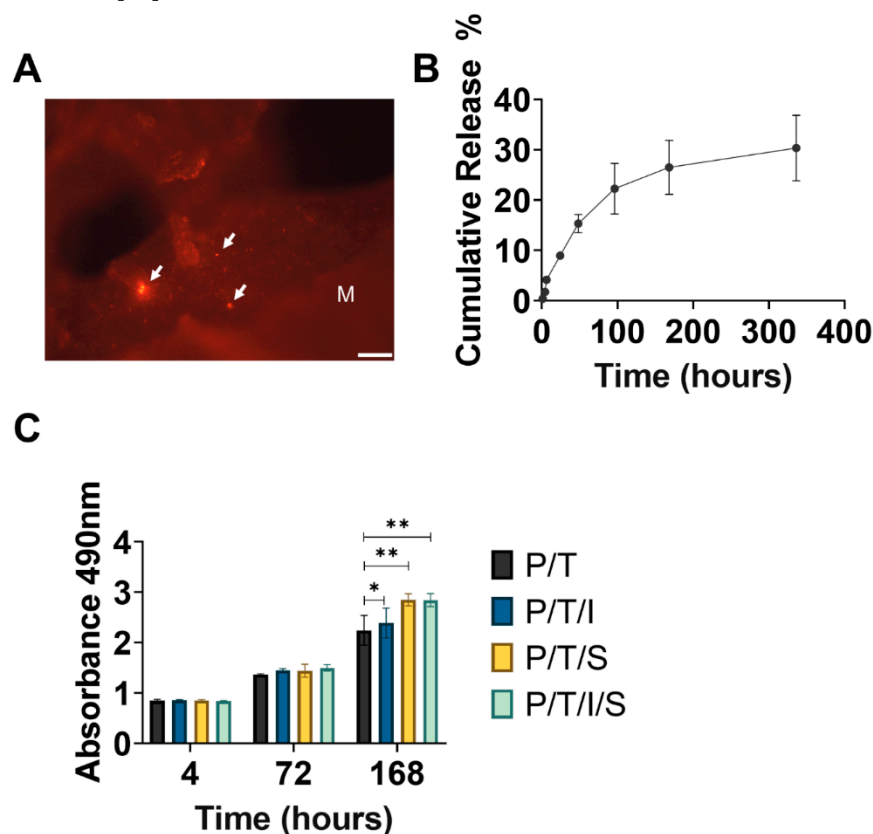 A
M
B
Cumulative Release %
40
30
20
10
0
0 100 200 300 400
Time (hours)
C
Absorbance 490nm
4
3
2
1
0
**
**
*
4 72 168
Time (hours)
P/T
P/T/I
P/T/S
P/T/I/S